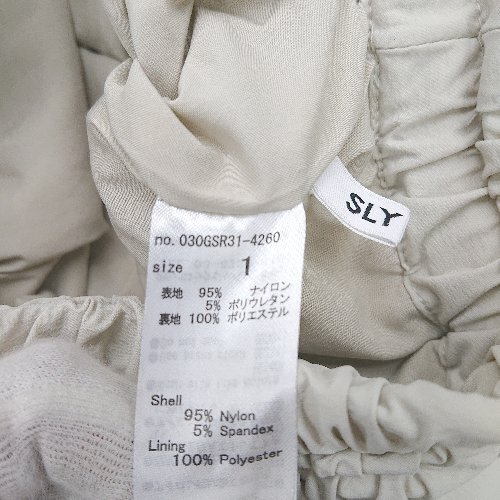 SLY
no. 030GSR31-4260
size 1
表地 95% ナイロン
5% ポリウレタン
裏地 100% ポリエステル
Shell
95% Nylon
5% Spandex
Lining
100% Polyester